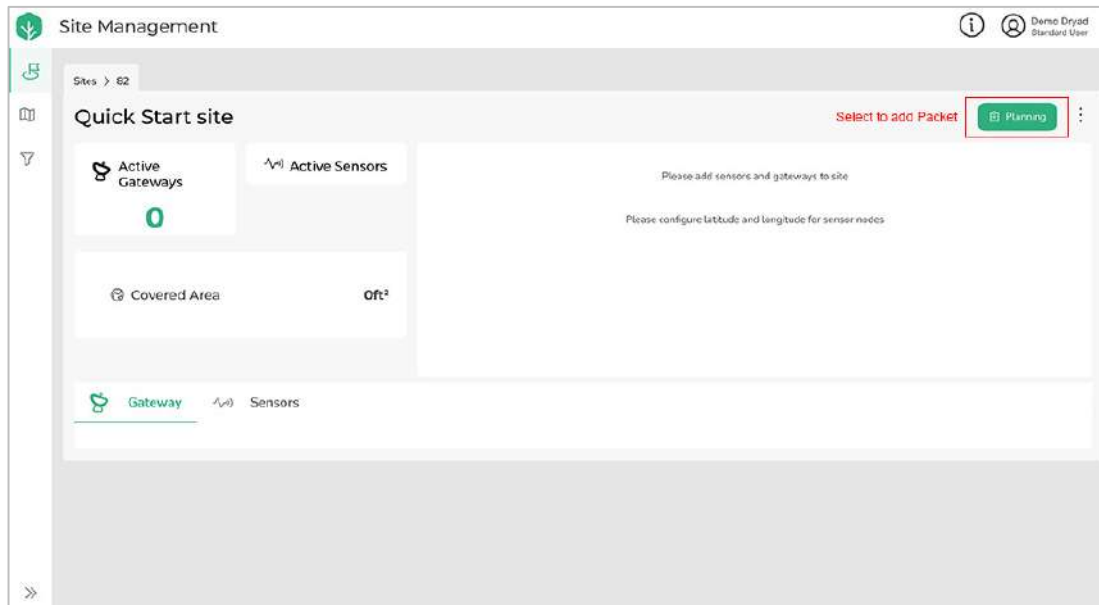 Site Management
Demo Dryad
Standard User
Sites > 62
Quick Start site
Select to add Packet
Planning
Active
Gateways
0
Active Sensors
Please add sensors and gateways to site
Please configure latitude and longitude for sensor nodes
Covered Area
0ft²
Gateway
Sensors